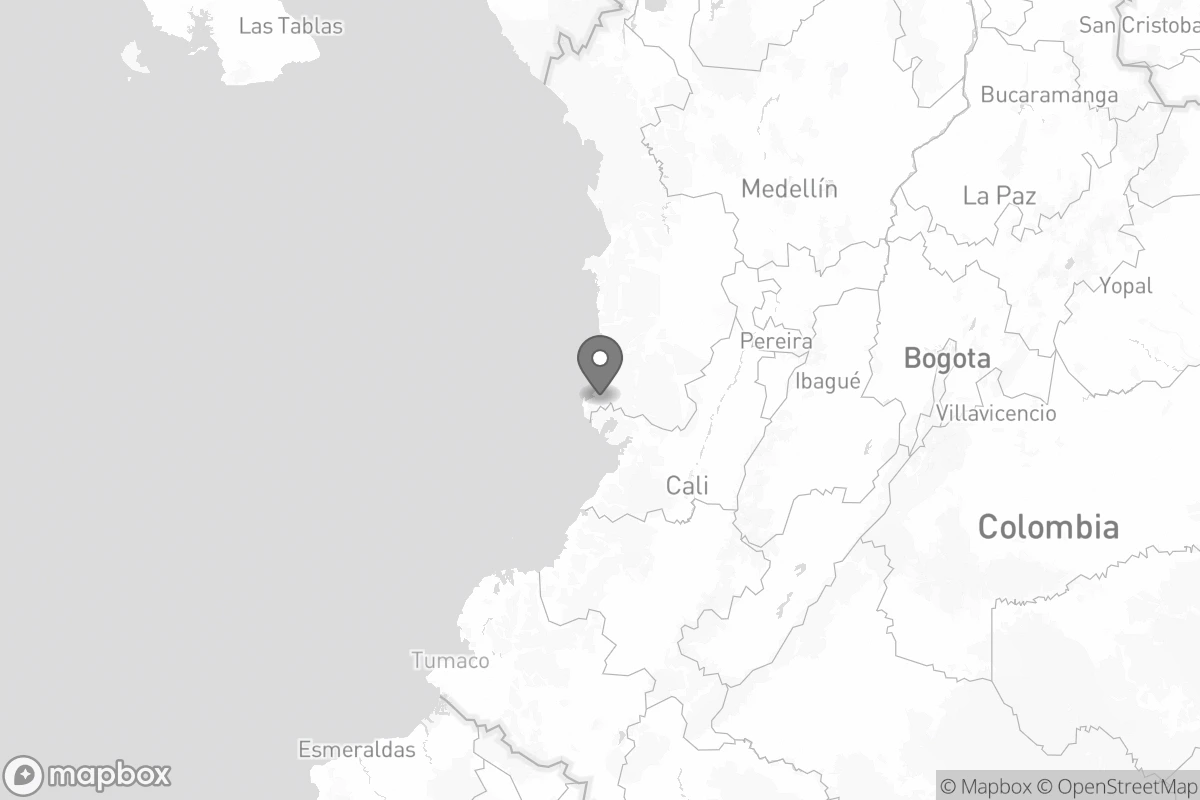 Las Tablas
San Cristoba
Bucaramanga
Medellín
La Paz
Yopal
Pereira
Bogota
Ibagué
Villavicencio
Cali
Colombia
Tumaco
Esmeraldas
mapbox
© Mapbox © OpenStreetMap